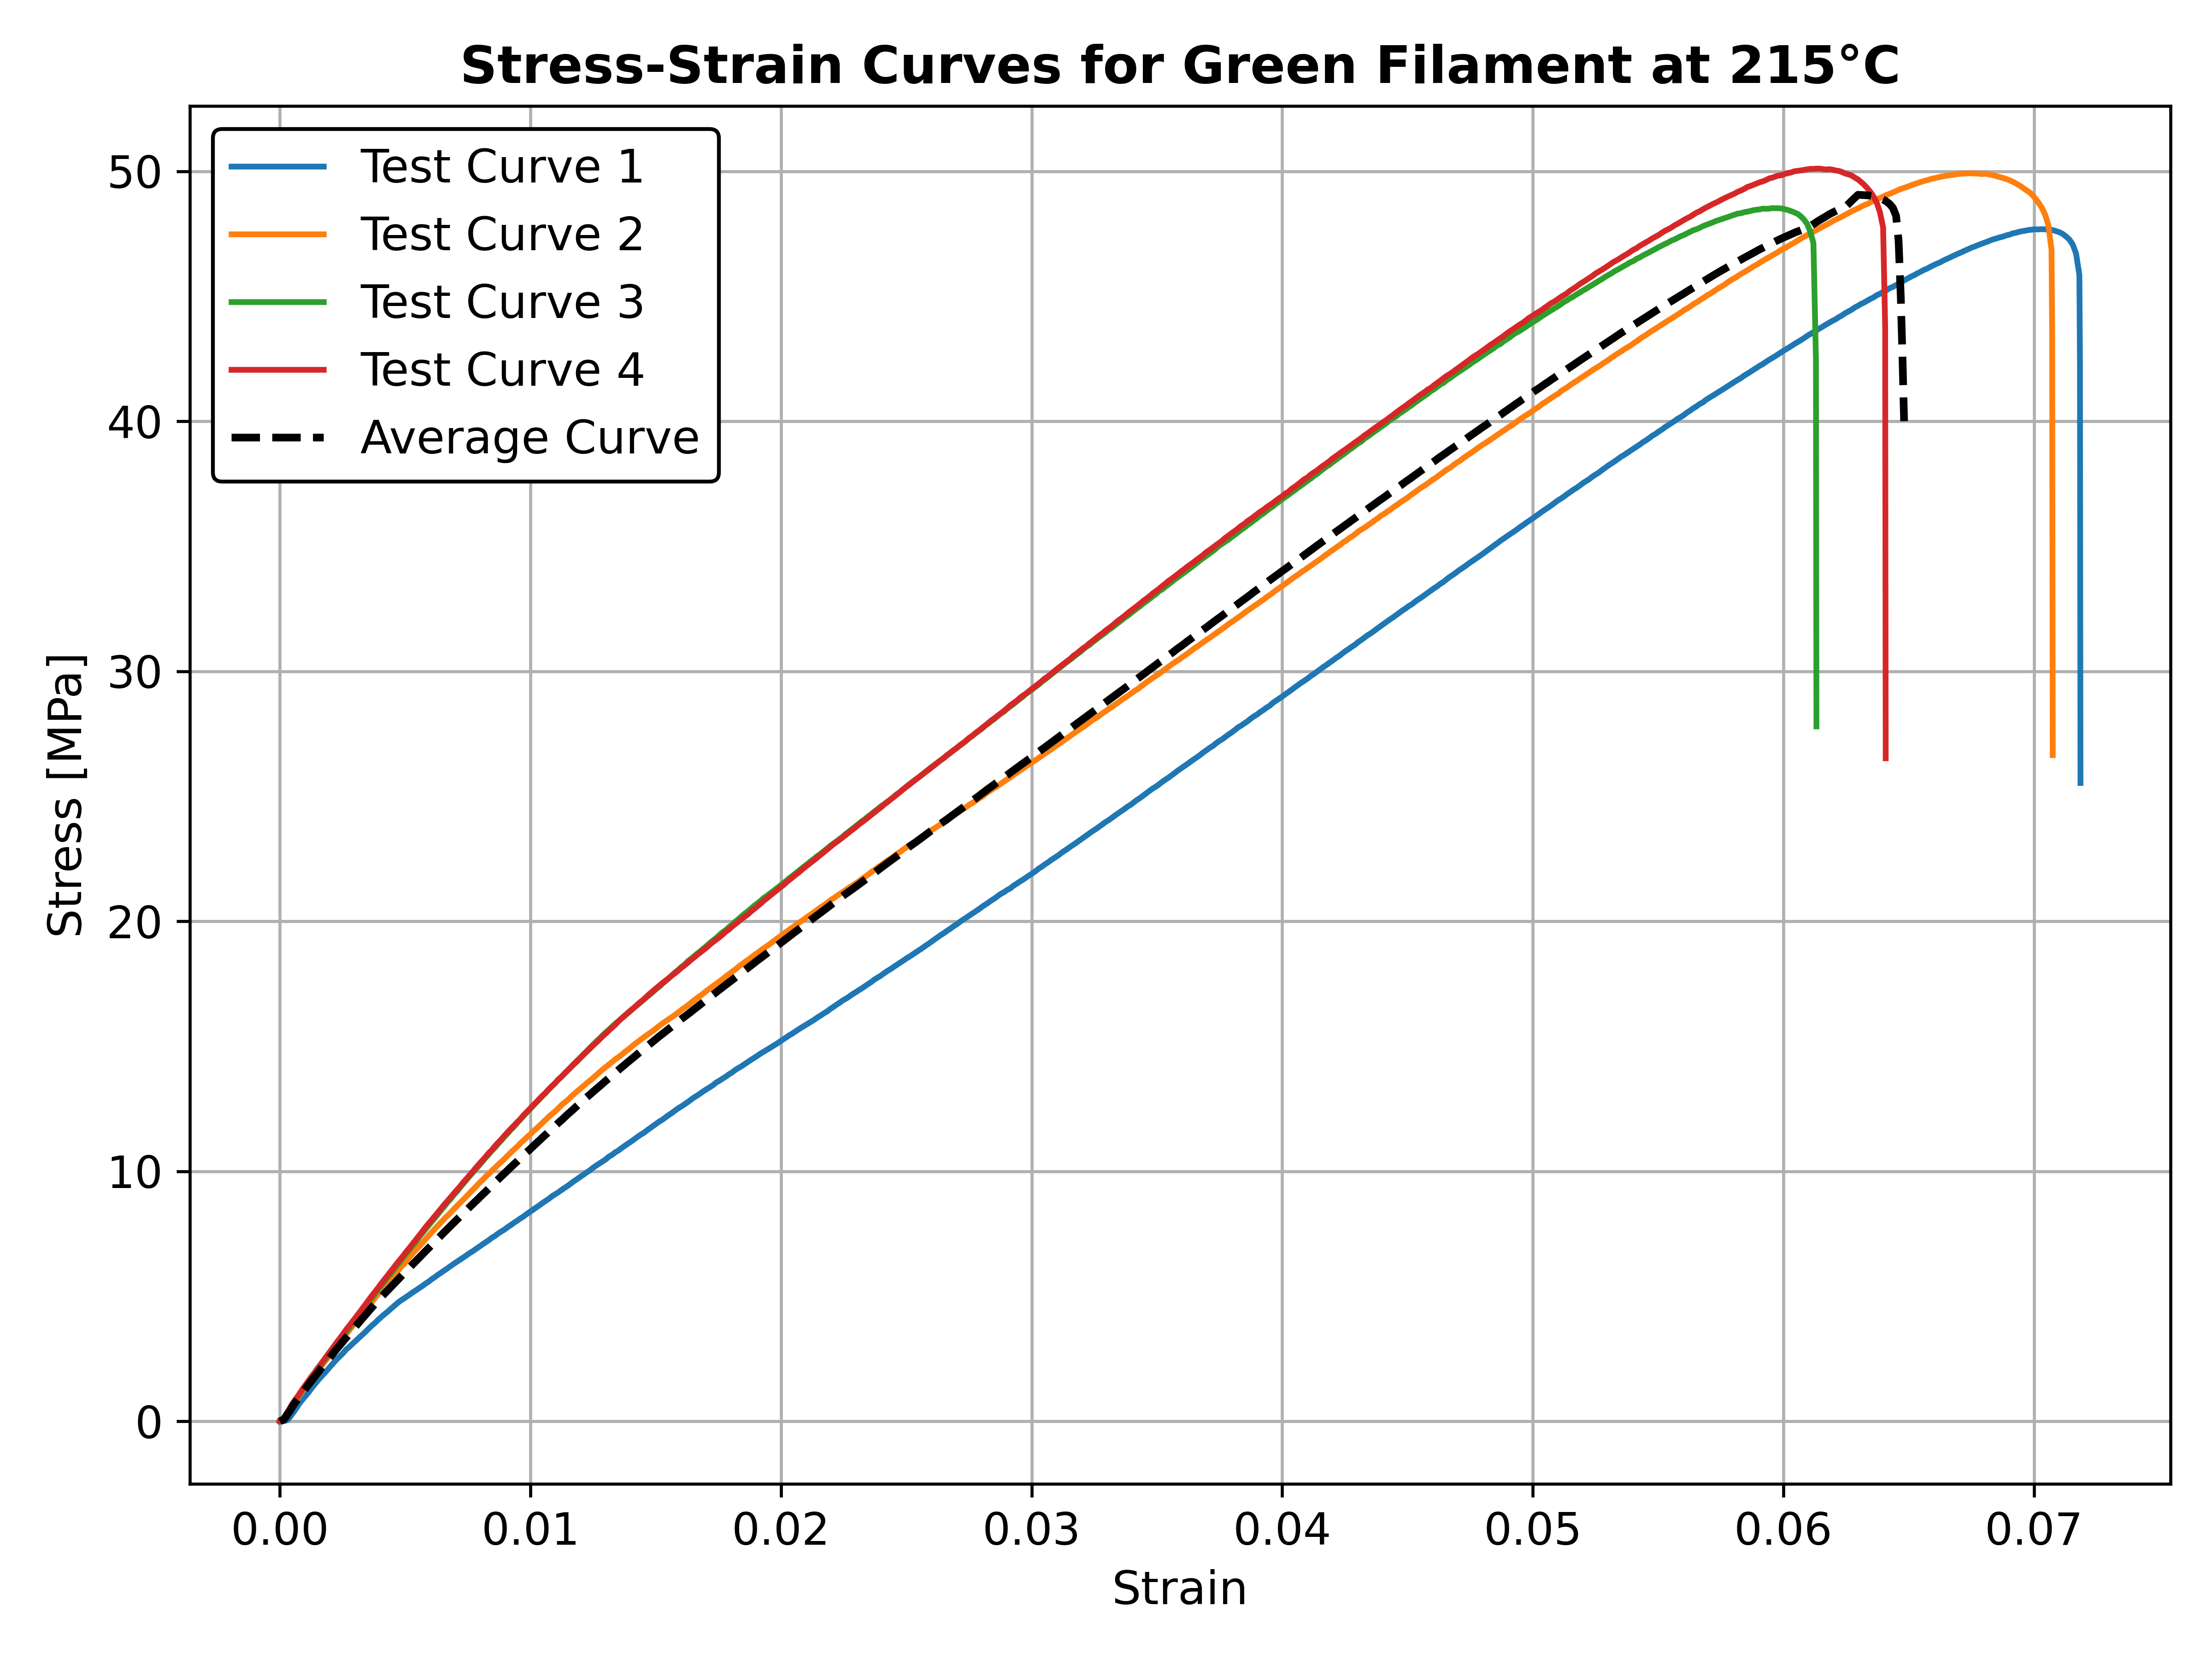 Stress-Strain Curves for Green Filament at 215°C
Test Curve 1
Test Curve 2
Test Curve 3
Test Curve 4
Average Curve
Stress [MPa]
50
40
30
20
10
0
0.00 0.01 0.02 0.03 0.04 0.05 0.06 0.07
Strain